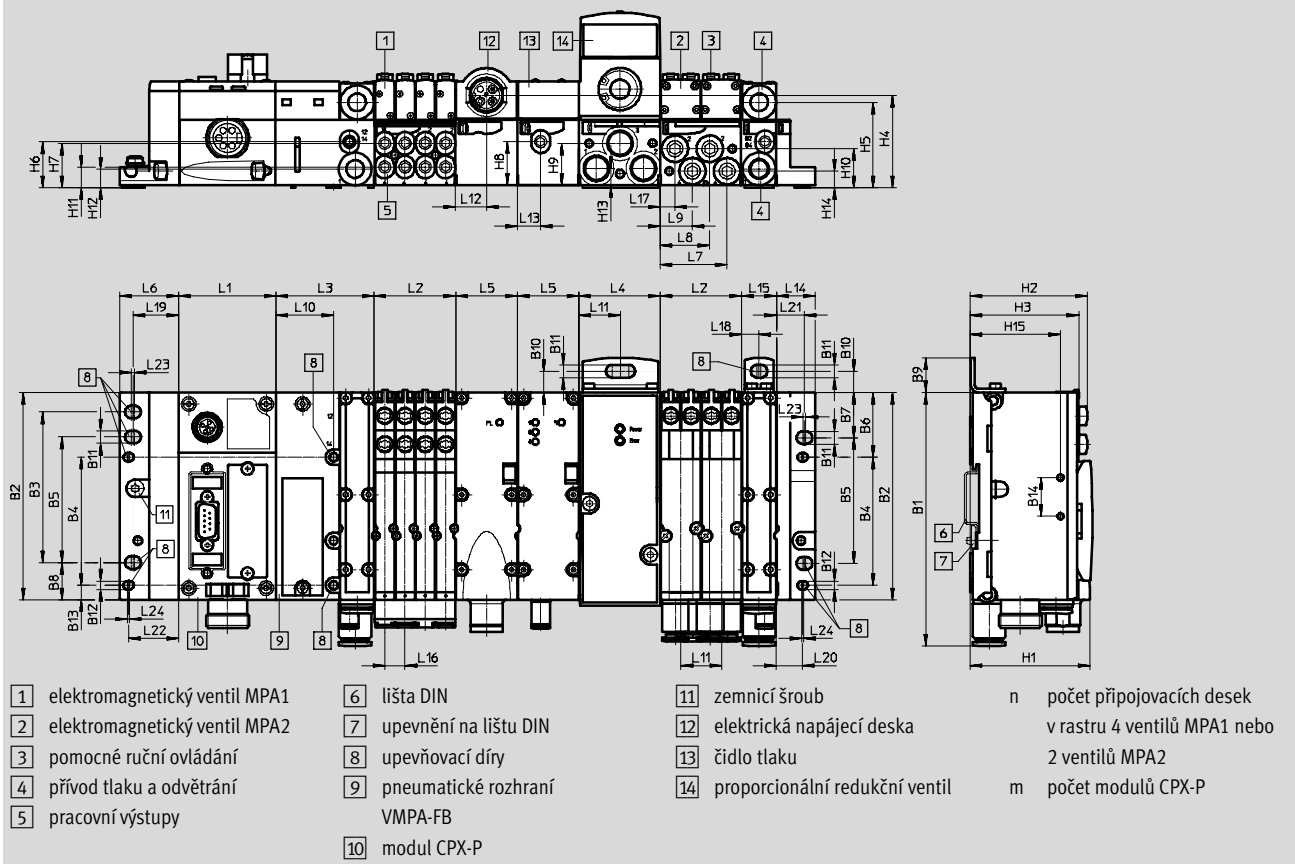 1 12 13 14 2 3 4
H6 H7 H11 H12 L12 L13 H8 H9 H13 L17 L9 L8 L7 H10 H5 H4 H14
5 4
L6 L1 L3 L2 L5 L5 L4 L2 L15 L14
L19 L10 L11 L18 L21
H2
H3
H15
L23 8 8 B10 B11 8 B11 B10 B9
B2 B3 B5 B4 B11 L23 B7 B6 B11 B5 B4 B2 B1 B14
11 6
8 7
B8 B13 B12 B12
L24 L24 8
L22 10 9 8 L16 L11 L20 H1
1 elektromagnetický ventil MPA1
2 elektromagnetický ventil MPA2
3 pomocné ruční ovládání
4 přívod tlaku a odvětrání
5 pracovní výstupy
6 lišta DIN
7 upevnění na lištu DIN
8 upevňovací díry
9 pneumatické rozhraní
VMPA-FB
10 modul CPX-P
11 zemnicí šroub
12 elektrická napájecí deska
13 čidlo tlaku
14 proporcionální redukční ventil
n počet připojovacích desek
v rastru 4 ventilů MPA1 nebo
2 ventilů MPA2
m počet modulů CPX-P